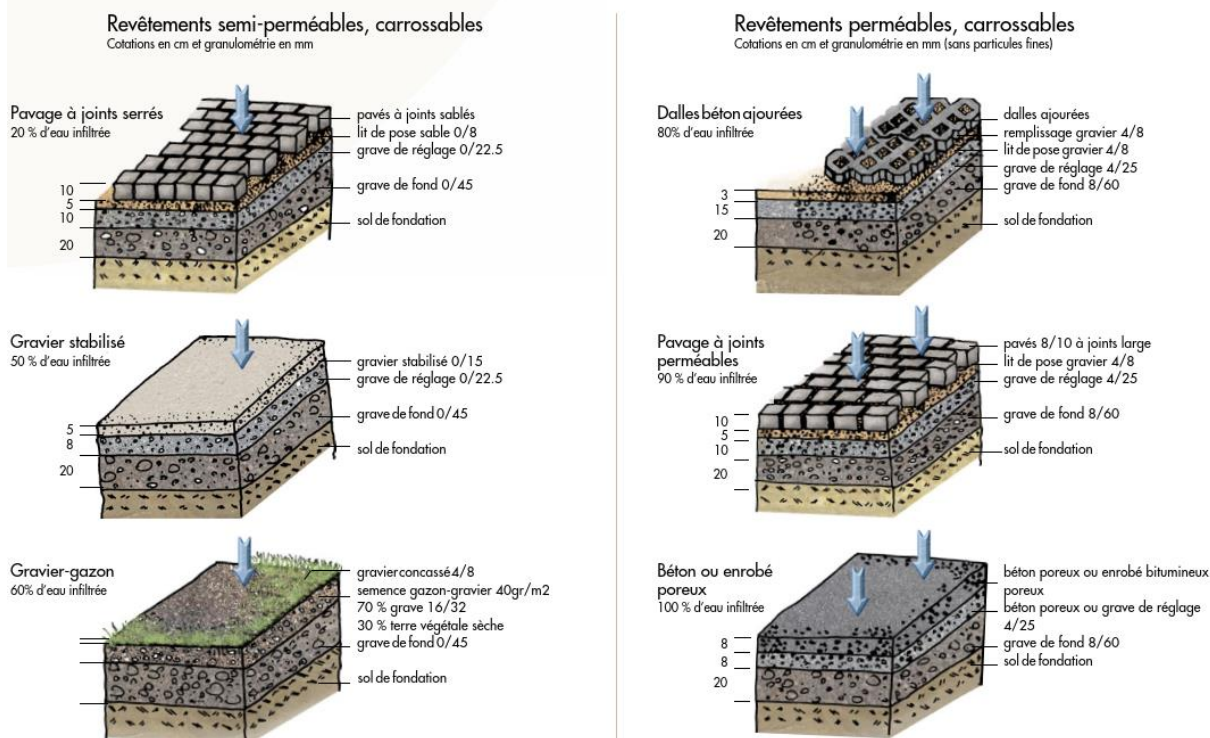 Revêtements semi-perméables, carrossables
Cotations en cm et granulométrie en mm
Pavage à joints serrés
20 % d'eau infiltrée
pavés à joints sablés
lit de pose sable 0/8
grave de réglage 0/22.5
grave de fond 0/45
sol de fondation
10
5
10
20
Gravier stabilisé
50 % d'eau infiltrée
gravier stabilisé 0/15
grave de réglage 0/22.5
grave de fond 0/45
sol de fondation
5
8
20
Gravier-gazon
60% d'eau infiltrée
gravier concassé 4/8
semence gazon-gravier 40gr/m2
70 % grave 16/32
30 % terre végétale sèche
grave de fond 0/45
sol de fondation
Revêtements perméables, carrossables
Cotations en cm et granulométrie en mm (sans particules fines)
Dalles béton ajourées
80% d'eau infiltrée
dalles ajourées
remplissage gravier 4/8
lit de pose gravier 4/8
grave de réglage 4/25
grave de fond 8/60
sol de fondation
3
15
20
Pavage à joints
perméables
90 % d'eau infiltrée
pavés 8/10 à joints large
lit de pose gravier 4/8
grave de réglage 4/25
grave de fond 8/60
sol de fondation
10
5
10
20
Béton ou enrobé
poreux
100 % d'eau infiltrée
béton poreux ou enrobé bitumineux
poreux
béton poreux ou grave de réglage
4/25
grave de fond 8/60
sol de fondation
8
8
20